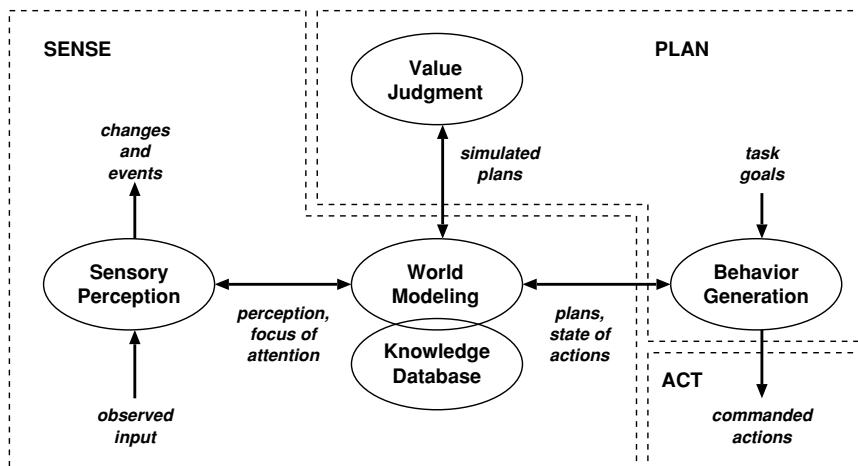 SENSE
PLAN
Value
Judgment
changes
and
events
simulated
plans
task
goals
Sensory
Perception
World
Modeling
Behavior
Generation
perception,
focus of
attention
plans,
state of
actions
Knowledge
Database
ACT
observed
input
commanded
actions